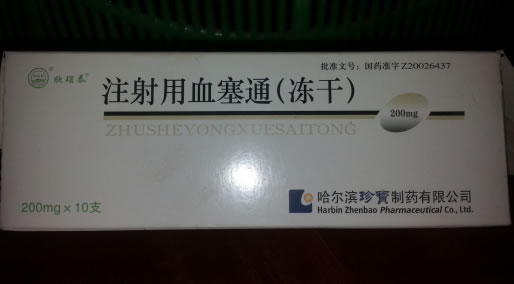 批准文号：国药准字Z20026437
注射用血塞通(冻干)
200mg
ZHUSHEYONGXUESAITONG
200mg×10支
哈尔滨珍寳制药有限公司
Harbin Zhenbao Pharmaceutical Co., Ltd.